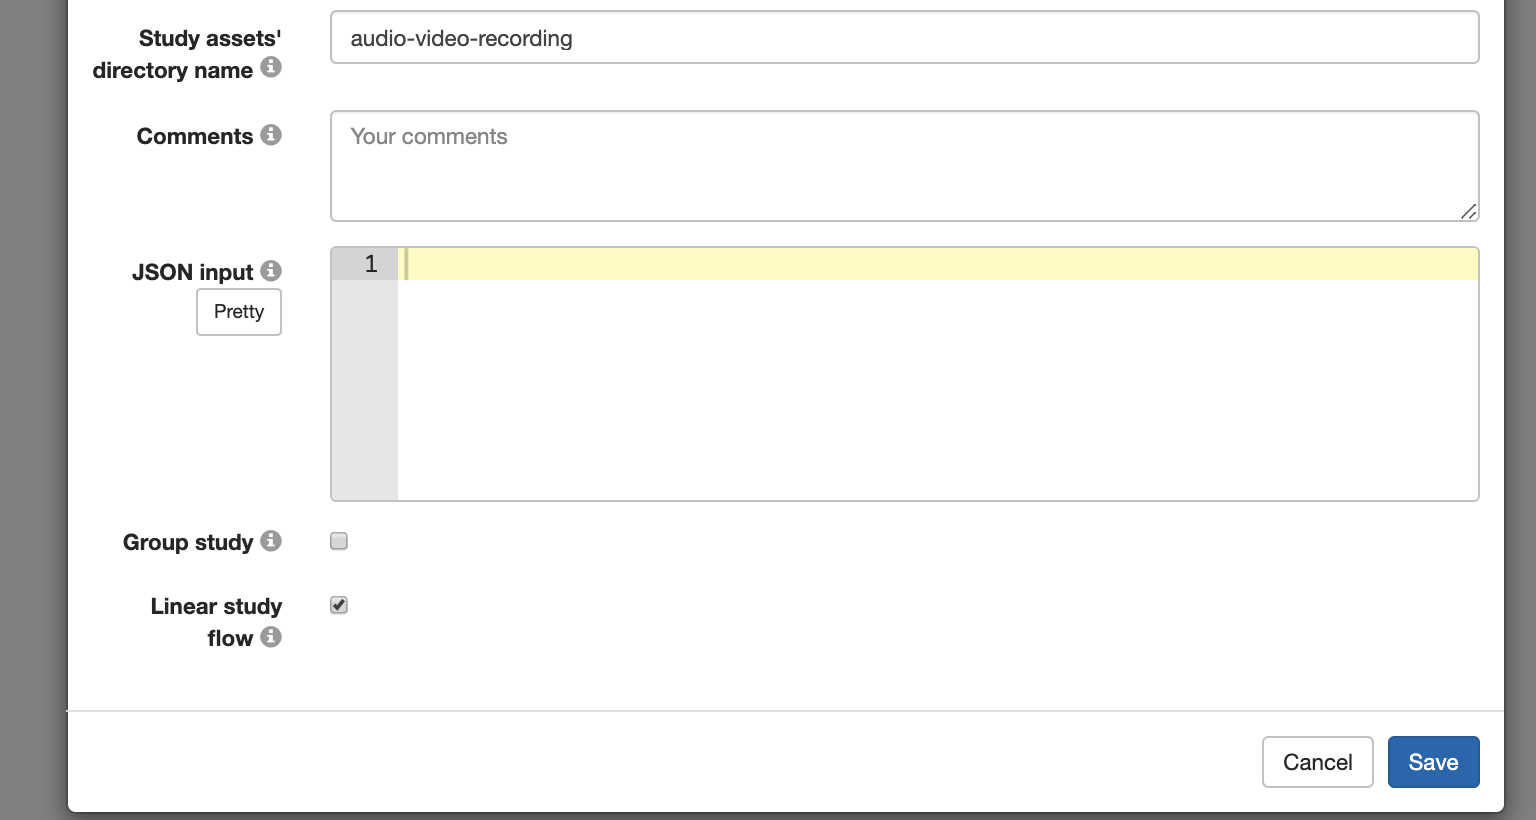 Study assets'
directory name
audio-video-recording
Comments
Your comments
JSON input
Pretty
1
Group study
Linear study
flow
Cancel
Save